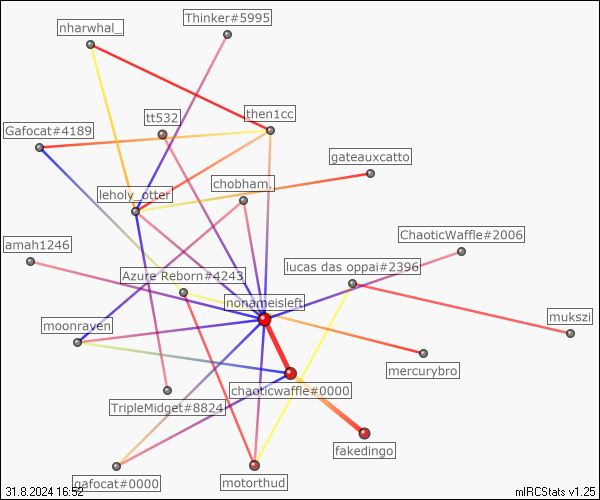 Thinker#5995
nharwhal_
tt532
then1cc
Gafocat#4189
gateauxcatto
chobham.
leholy_otter
ChaoticWaffle#2006
amah1246
lucas das oppai#2396
Azure Reborn#4243
nonameisleft
mukszi
moonraven
mercurybro
chaoticwaffle#0000
TripleMidget#8824
fakedingo
gafocat#0000
motorthud
31.8.2024 16:52
mIRCStats v1.25